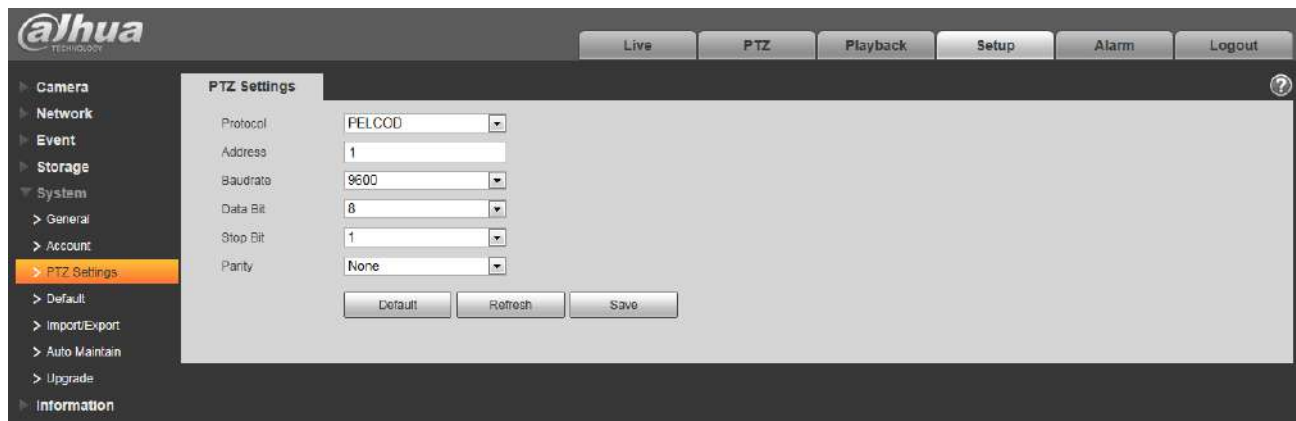 alhua
TECHNOLOGY
Live PTZ Playback Setup Alarm Logout
Camera
Network
Event
Storage
System
> General
> Account
> PTZ Settings
> Default
> Import/Export
> Auto Maintain
> Upgrade
Information
PTZ Settings
?
Protocol PELCOD
Address 1
Baudrate 9600
Data Bit 8
Stop Bit 1
Parity None
Default Refresh Save